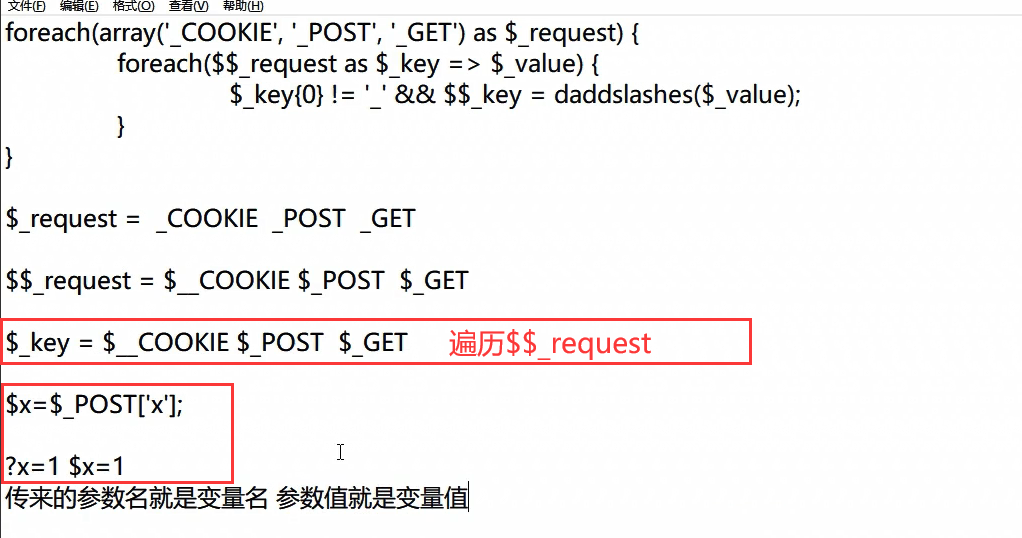 文件(F) 编辑(E) 格式(O) 查看(V) 帮助(H)
foreach(array('_COOKIE', '_POST', '_GET') as $_request) {
foreach($$_request as $_key => $_value) {
$_key{0} != '_' && $$_key = daddslashes($_value);
}
}
$_request = _COOKIE _POST _GET
$$_request = $__COOKIE $_POST $_GET
$_key = $__COOKIE $_POST $_GET 遍历$$_request
$x=$_POST['x'];
?x=1 $x=1
传来的参数名就是变量名 参数值就是变量值